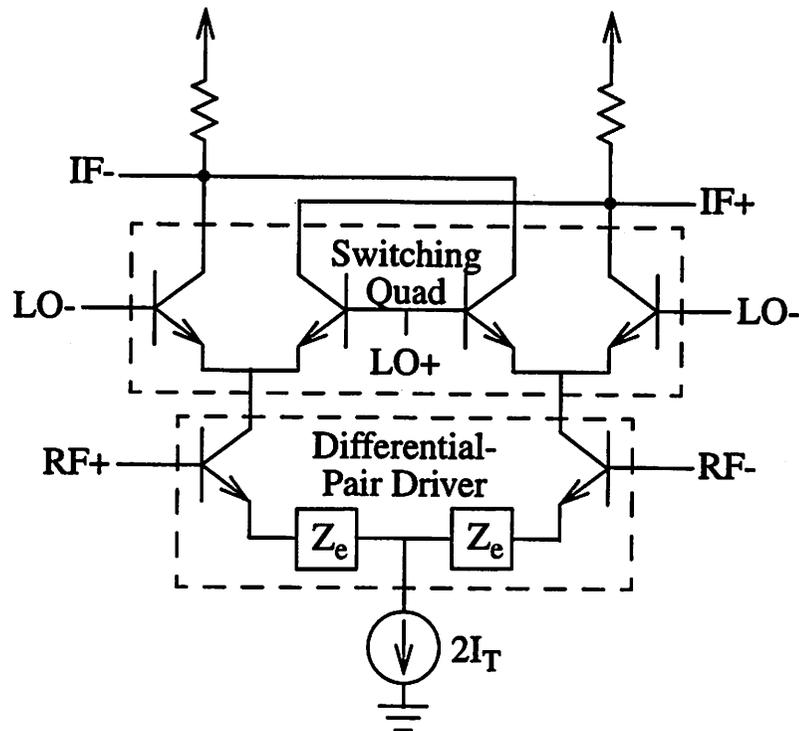 IF-
IF+
Switching
Quad
LO-
LO-
LO+
RF+
Differential-
Pair Driver
RF-
Ze
Ze
2IT